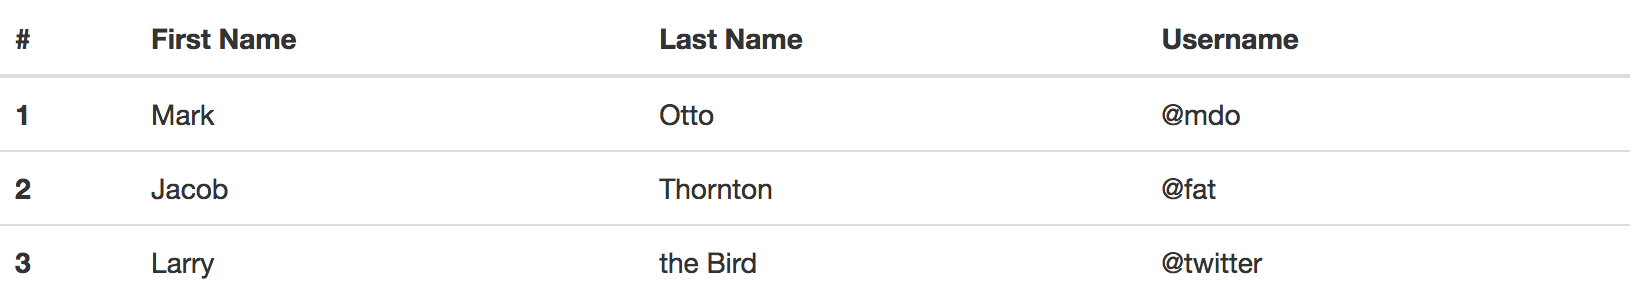 # First Name Last Name Username
1 Mark Otto @mdo
2 Jacob Thornton @fat
3 Larry the Bird @twitter